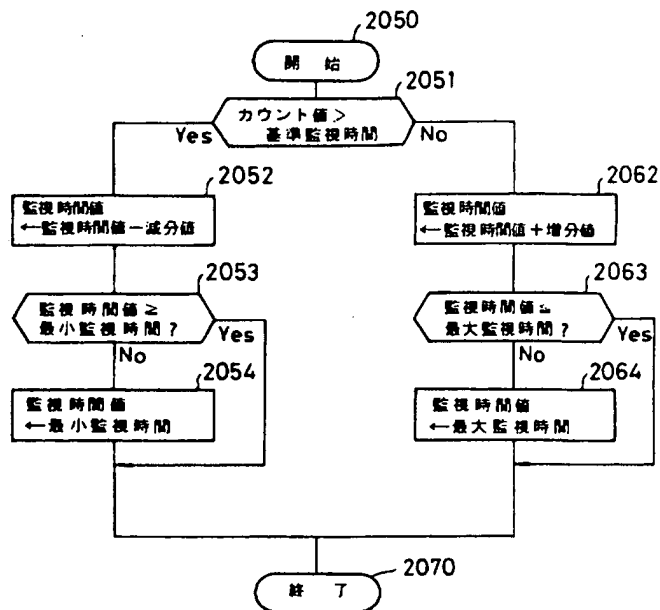 2050
開始
2051
カウント値>
基準監視時間
Yes
No
2052
監視時間値
←監視時間値-減分値
2062
監視時間値
←監視時間値+増分値
2053
監視時間値≧
最小監視時間?
Yes
No
2063
監視時間値≦
最大監視時間?
Yes
No
2054
監視時間値
←最小監視時間
2064
監視時間値
←最大監視時間
2070
終了